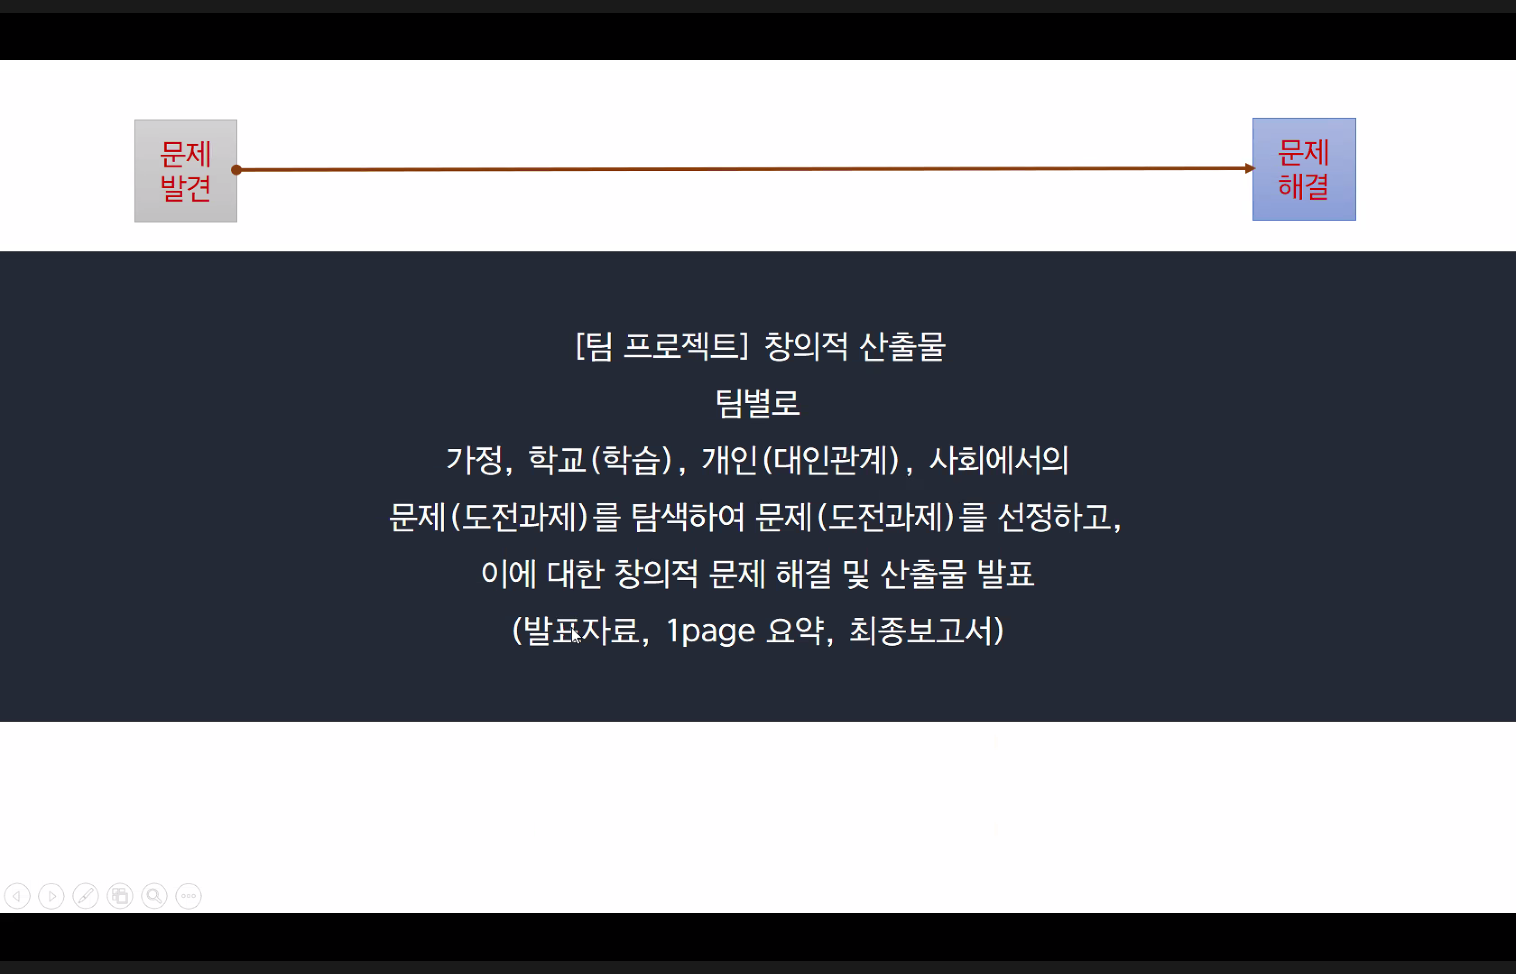 문제
발견
문제
해결
[팀 프로젝트] 창의적 산출물
팀별로
가정, 학교(학습), 개인(대인관계), 사회에서의
문제(도전과제)를 탐색하여 문제(도전과제)를 선정하고,
이에 대한 창의적 문제 해결 및 산출물 발표
(발표자료, 1page 요약, 최종보고서)